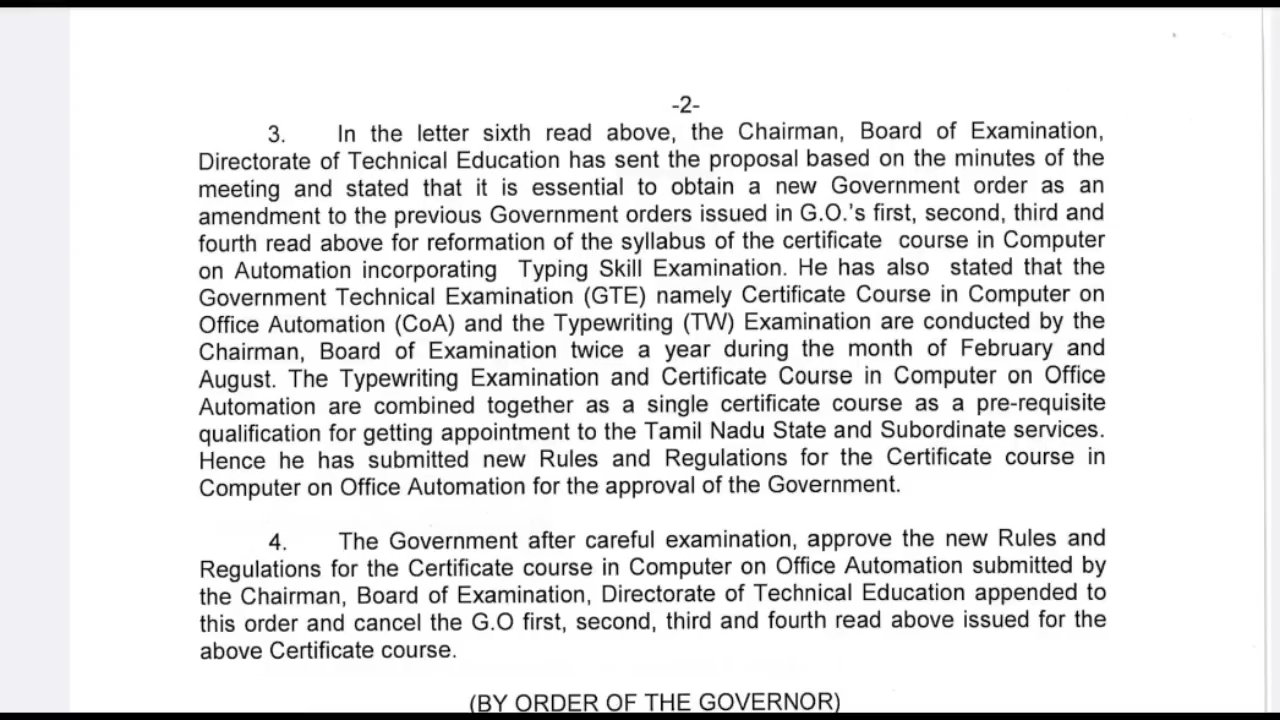 -2-
3. In the letter sixth read above, the Chairman, Board of Examination,
Directorate of Technical Education has sent the proposal based on the minutes of the
meeting and stated that it is essential to obtain a new Government order as an
amendment to the previous Government orders issued in G.O.'s first, second, third and
fourth read above for reformation of the syllabus of the certificate course in Computer
on Automation incorporating Typing Skill Examination. He has also stated that the
Government Technical Examination (GTE) namely Certificate Course in Computer on
Office Automation (CoA) and the Typewriting (TW) Examination are conducted by the
Chairman, Board of Examination twice a year during the month of February and
August. The Typewriting Examination and Certificate Course in Computer on Office
Automation are combined together as a single certificate course as a pre-requisite
qualification for getting appointment to the Tamil Nadu State and Subordinate services.
Hence he has submitted new Rules and Regulations for the Certificate course in
Computer on Office Automation for the approval of the Government.
4. The Government after careful examination, approve the new Rules and
Regulations for the Certificate course in Computer on Office Automation submitted by
the Chairman, Board of Examination, Directorate of Technical Education appended to
this order and cancel the G.O first, second, third and fourth read above issued for the
above Certificate course.
(BY ORDER OF THE GOVERNOR)